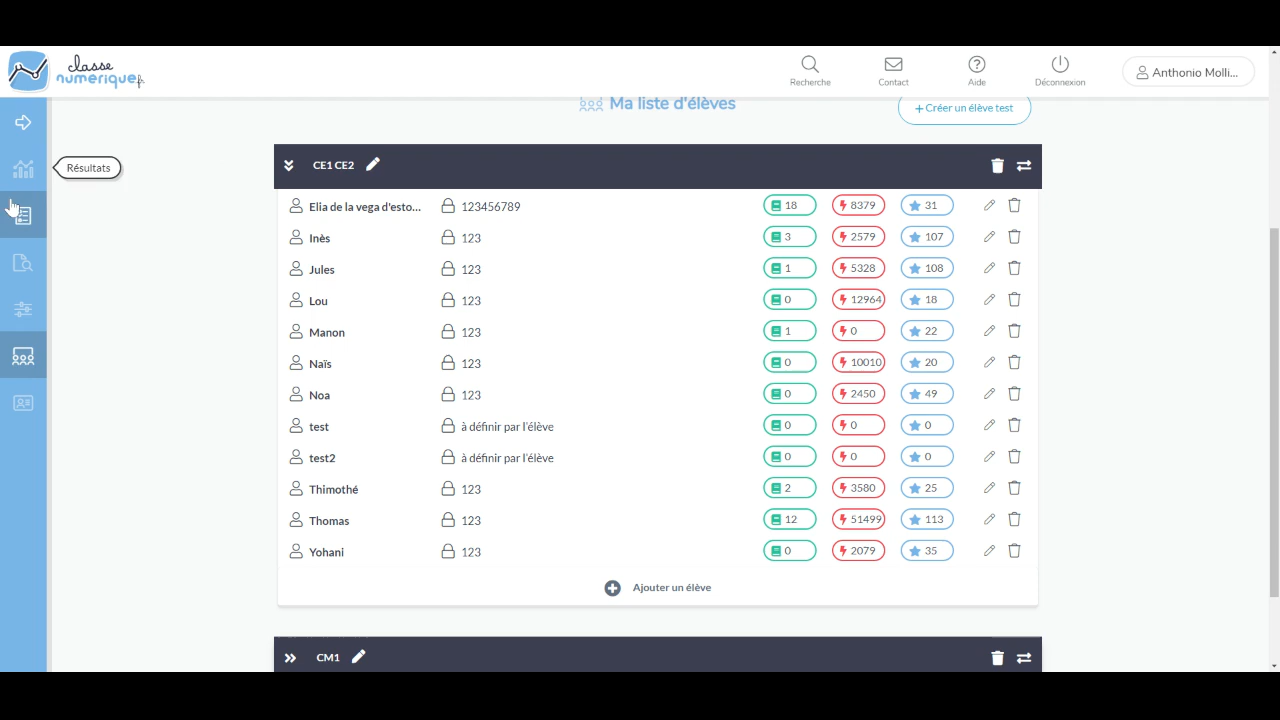 classe
numerique.fr
Recherche
Contact
Aide
Déconnexion
Anthonio Molli...
Ma liste d'élèves
+ Créer un élève test
Résultats
CE1 CE2
Elia de la vega d'esto... 123456789 18 8379 31
Inès 123 3 2579 107
Jules 123 1 5328 108
Lou 123 0 12964 18
Manon 123 1 0 22
Naïs 123 0 10010 20
Noa 123 0 2450 49
test à définir par l'élève 0 0 0
test2 à définir par l'élève 0 0 0
Thimothé 123 2 3580 25
Thomas 123 12 51499 113
Yohani 123 0 2079 35
Ajouter un élève
CM1